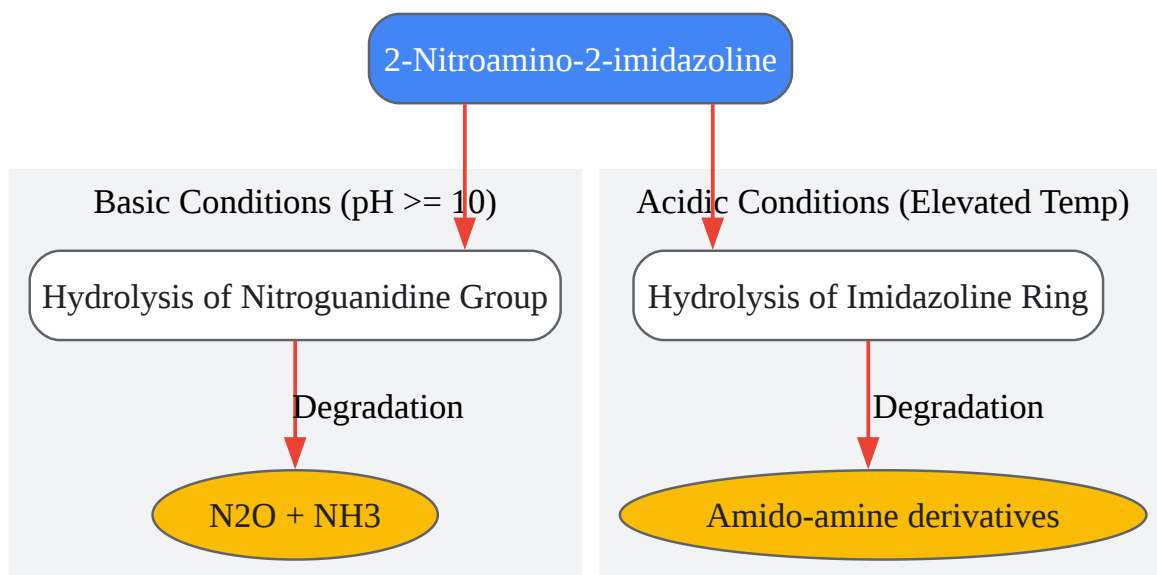 2-Nitroamino-2-imidazoline
Basic Conditions (pH >= 10)
Acidic Conditions (Elevated Temp)
Hydrolysis of Nitroguanidine Group
Hydrolysis of Imidazoline Ring
Degradation
Degradation
N2O + NH3
Amido-amine derivatives